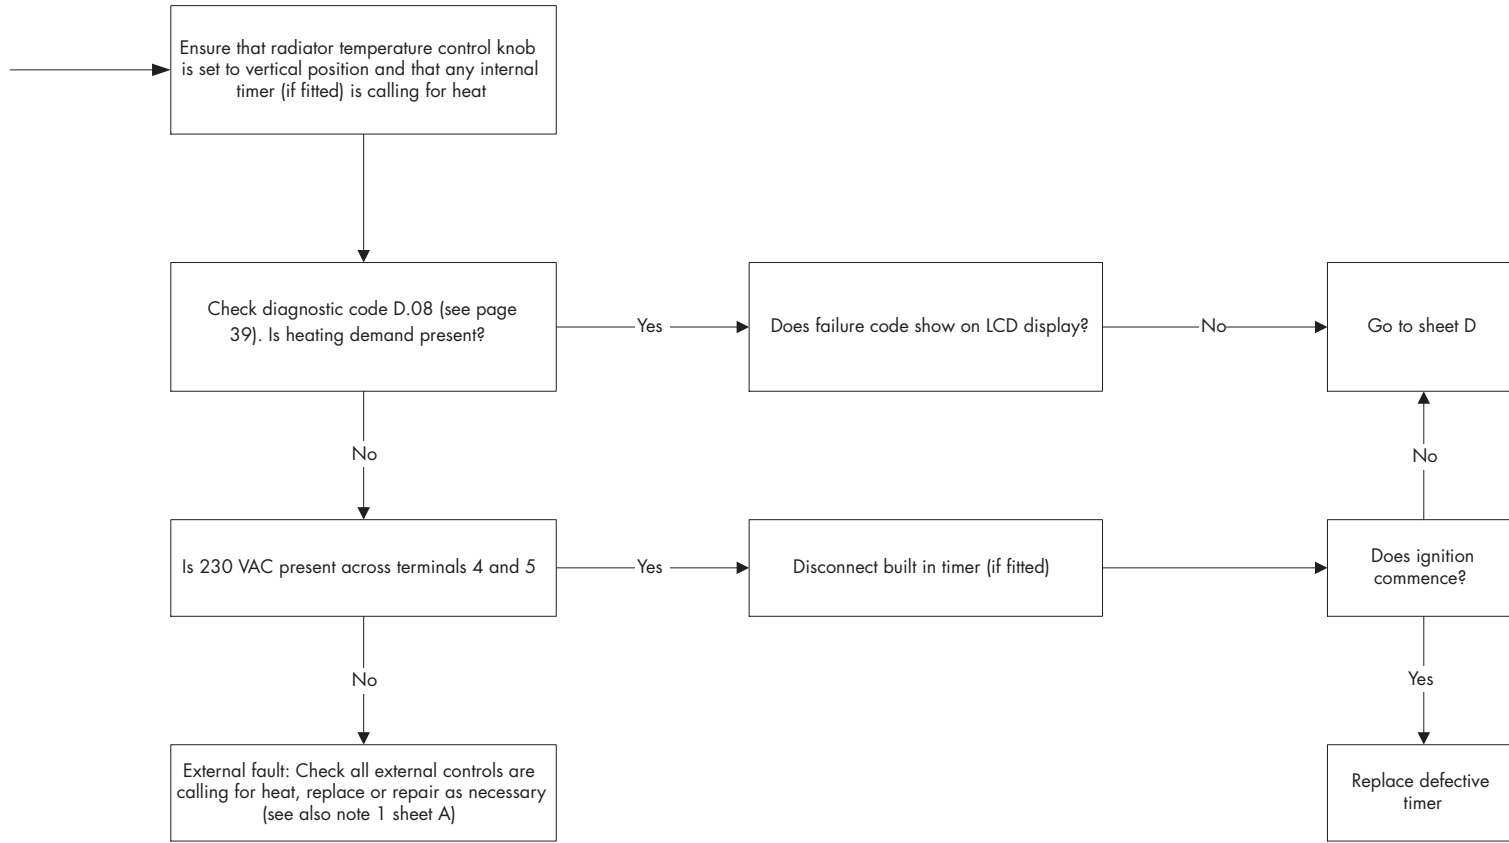 Ensure that radiator temperature control knob
is set to vertical position and that any internal
timer (if fitted) is calling for heat
Check diagnostic code D.08 (see page
39). Is heating demand present?
Yes
Does failure code show on LCD display?
No
Go to sheet D
No
No
Is 230 VAC present across terminals 4 and 5
Yes
Disconnect built in timer (if fitted)
Does ignition
commence?
No
Yes
External fault: Check all external controls are
calling for heat, replace or repair as necessary
(see also note 1 sheet A)
Replace defective
timer